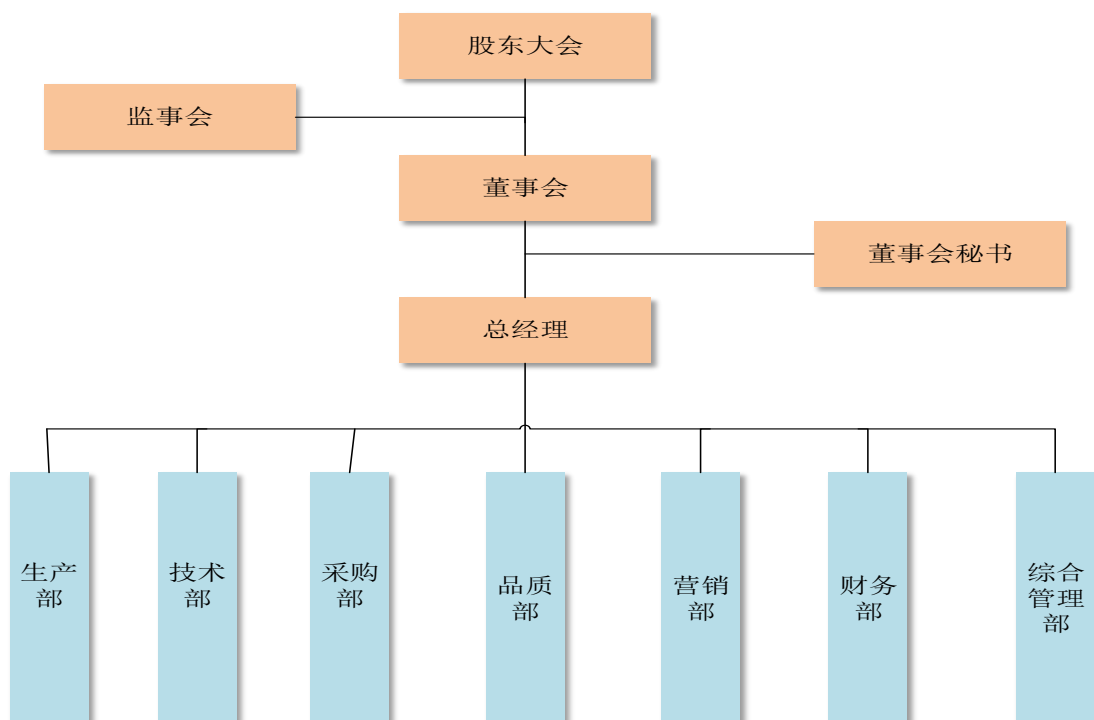 股东大会
监事会
董事会
董事会秘书
总经理
生产
部
技术
部
采购
部
品质
部
营销
部
财务
部
综合
管理
部